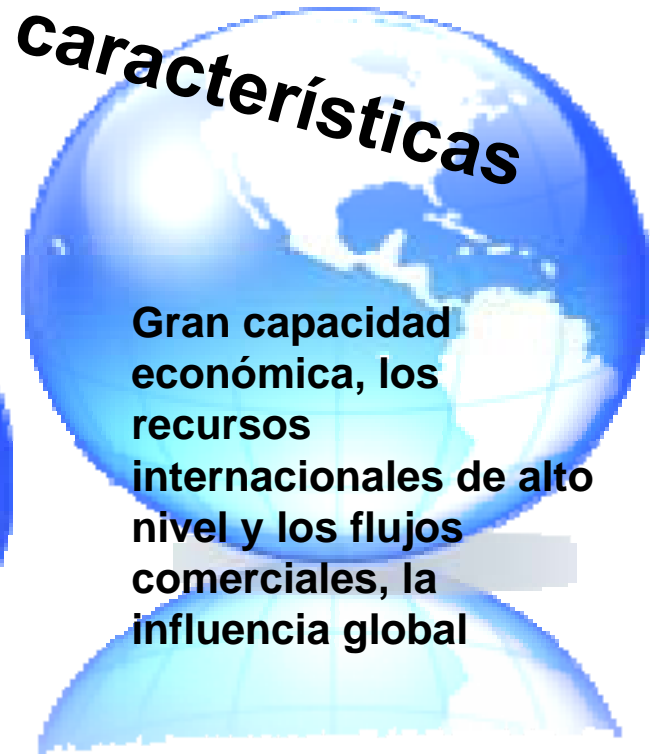 características
Gran capacidad
económica, los
recursos
internacionales de alto
nivel y los flujos
comerciales, la
influencia global